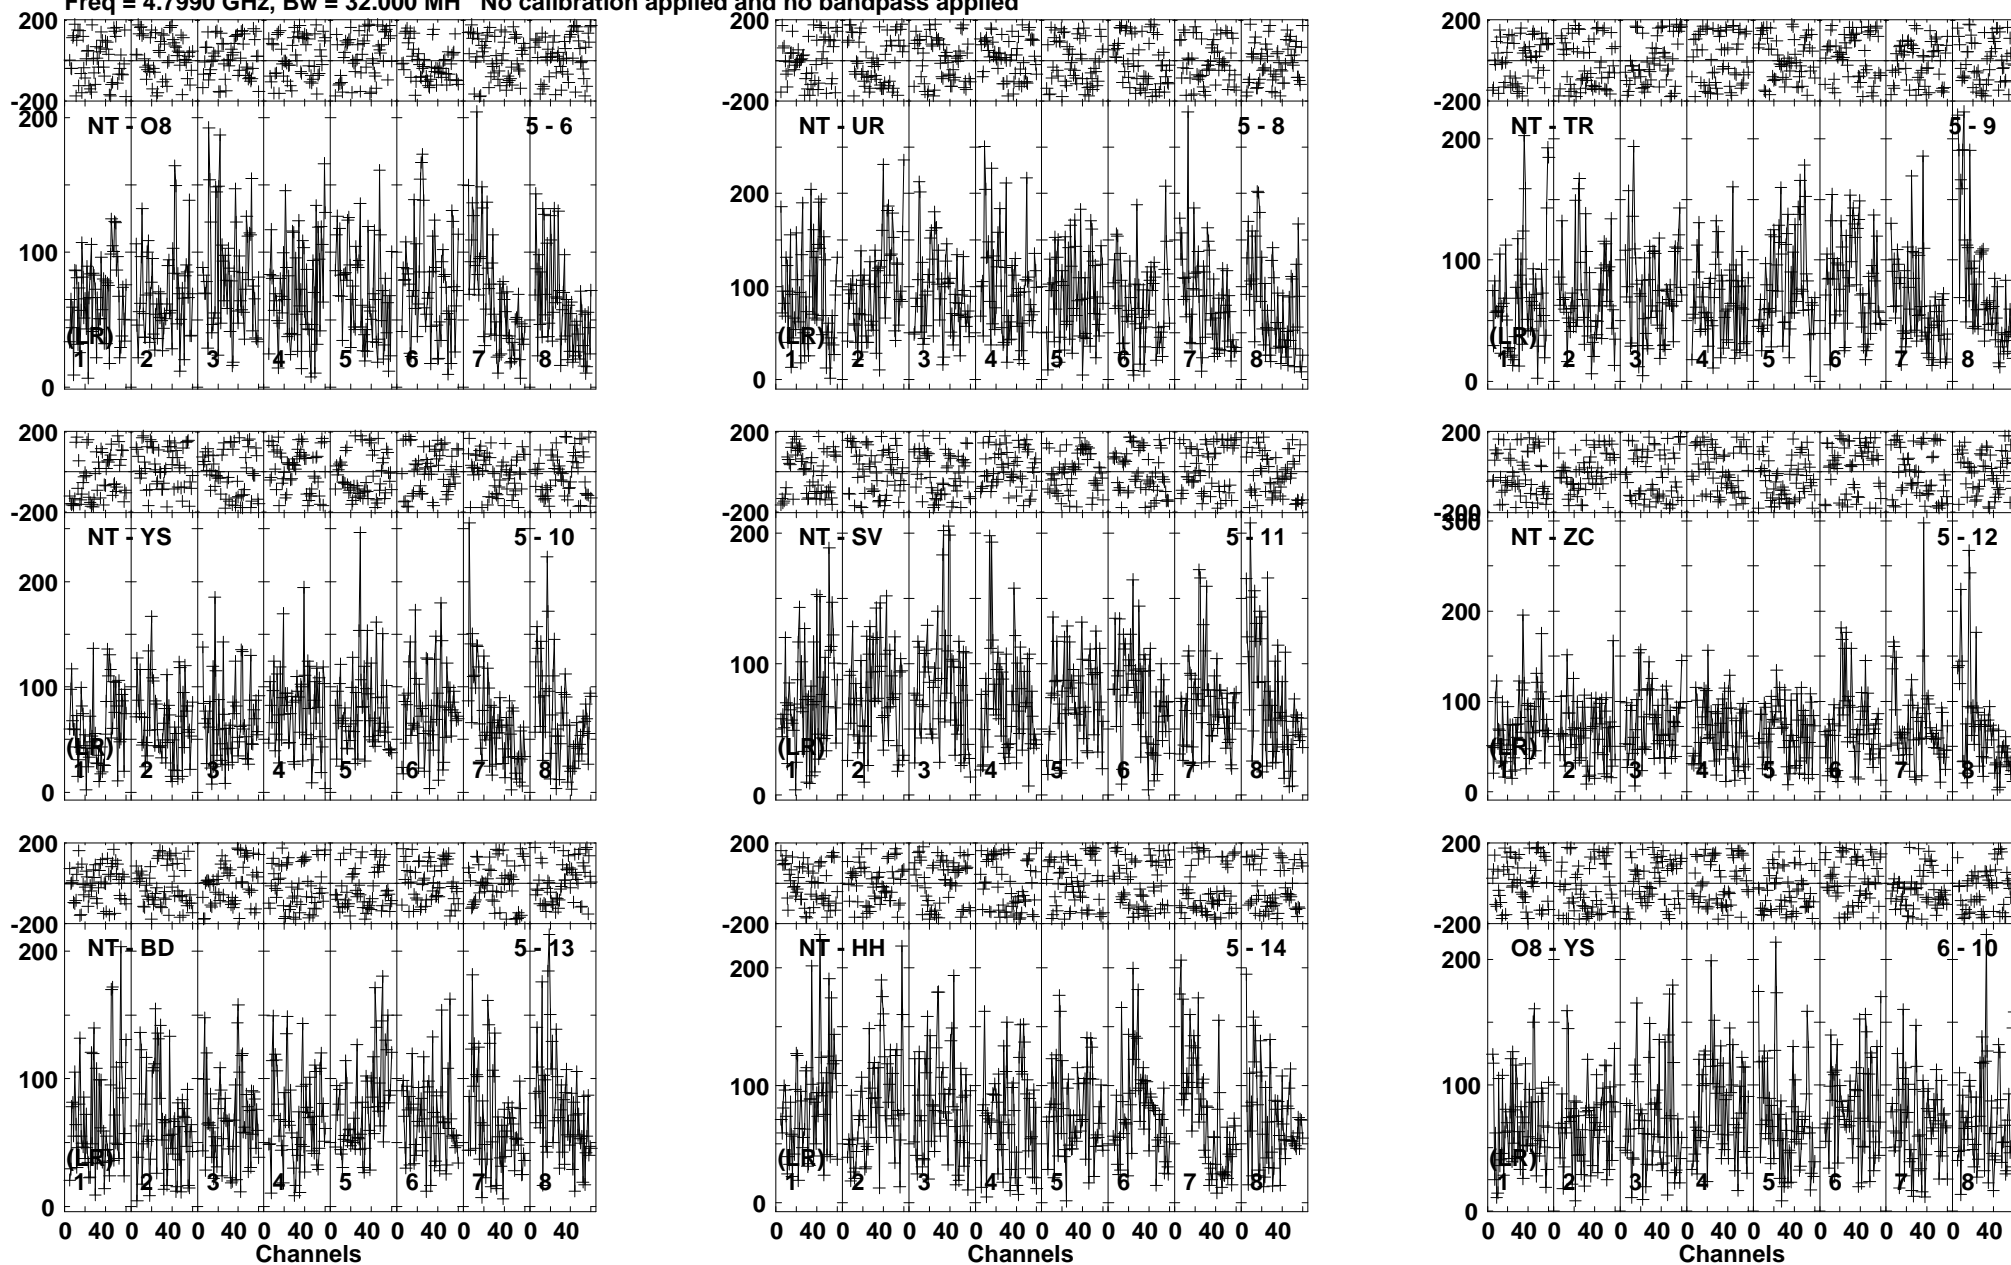 Freq = 4.7990 GHz, Bw = 32.000 MH No calibration applied and no bandpass applied
200 200 200
-200 -200 -200
NT - O8 5 - 6 NT - UR 5 - 8 NT - TR 5 - 9
200 200 200
100 100 100
0 0 0
(LR) (LR) (LR)
1 2 3 4 5 6 7 8 1 2 3 4 5 6 7 8 1 2 3 4 5 6 7 8
200 200 200
-200 -200 -200
NT - YS 5 - 10 NT - SV 5 - 11 NT - ZC 5 - 12
300
200 200 200
100 100 100
0 0 0
(LR) (LR) (LR)
1 2 3 4 5 6 7 8 1 2 3 4 5 6 7 8 1 2 3 4 5 6 7 8
200 200 200
-200 -200 -200
NT - BD 5 - 13 NT - HH 5 - 14 O8 - YS 6 - 10
200 200 200
100 100 100
0 0 0
(LR) (LR) (LR)
1 2 3 4 5 6 7 8 1 2 3 4 5 6 7 8 1 2 3 4 5 6 7 8
0 40 0 40 0 40 0 40 0 40 0 40 0 40 0 40 0 40 0 40 0 40 0 40 0 40 0 40 0 40 0 40 0 40 0 40 0 40 0 40 0 40 0 40 0 40 0 40
Channels Channels Channels